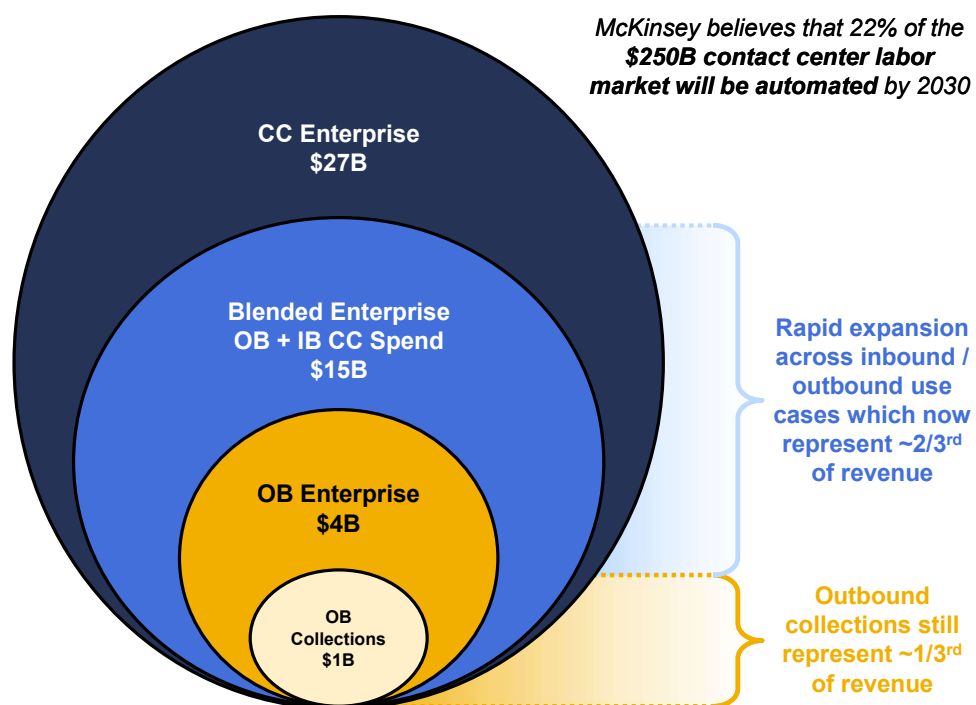 McKinsey believes that 22% of the
$250B contact center labor
market will be automated by 2030
CC Enterprise
$27B
Blended Enterprise
OB + IB CC Spend
$15B
OB Enterprise
$4B
OB
Collections
$1B
Rapid expansion
across inbound /
outbound use
cases which now
represent ~2/3rd
of revenue
Outbound
collections still
represent ~1/3rd
of revenue